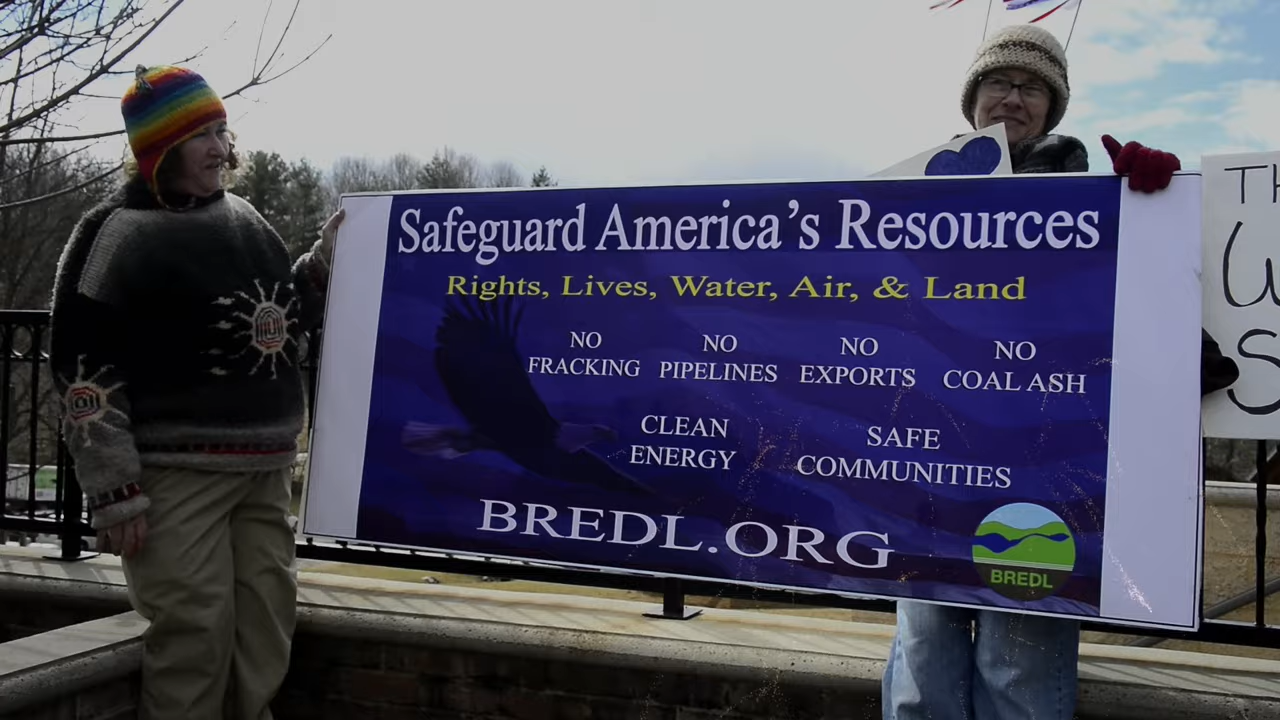 Safeguard America's Resources
Rights, Lives, Water, Air, & Land
NO FRACKING
NO PIPELINES
NO EXPORTS
NO COAL ASH
CLEAN ENERGY
SAFE COMMUNITIES
BREDL.ORG
BREDL